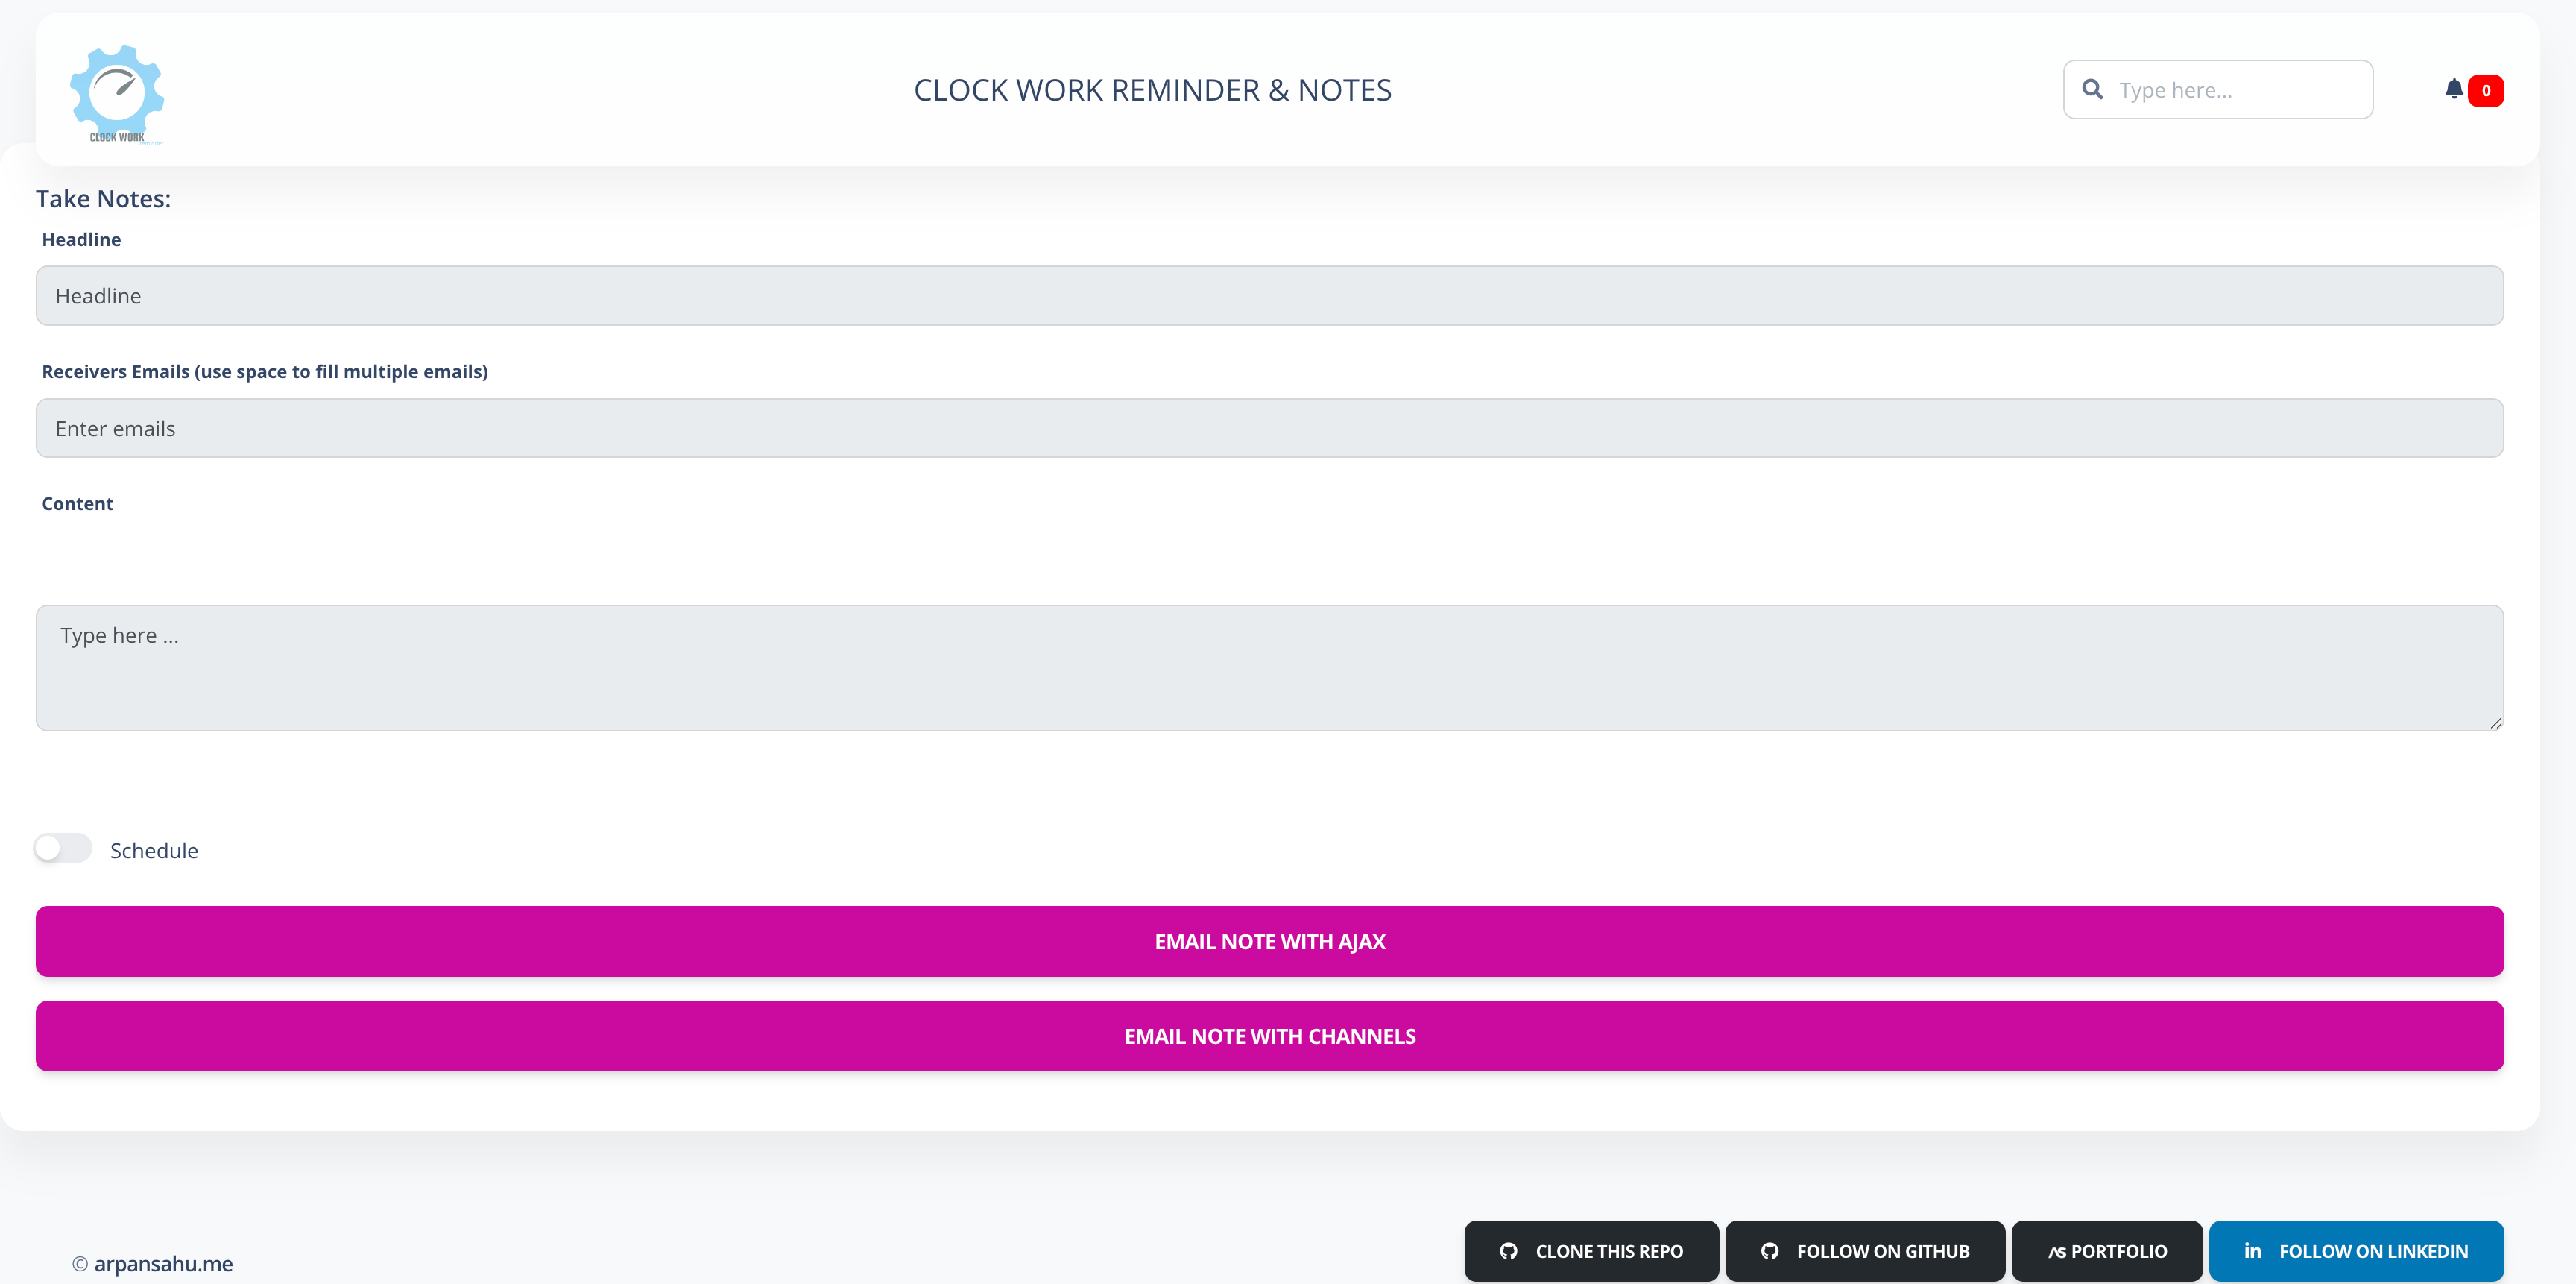 CLOCK WORK
CLOCK WORK REMINDER & NOTES
Type here...
0
Take Notes:
Headline
Headline
Receivers Emails (use space to fill multiple emails)
Enter emails
Content
Type here ...
Schedule
EMAIL NOTE WITH AJAX
EMAIL NOTE WITH CHANNELS
© arpansahu.me
CLONE THIS REPO
FOLLOW ON GITHUB
PORTFOLIO
in FOLLOW ON LINKEDIN